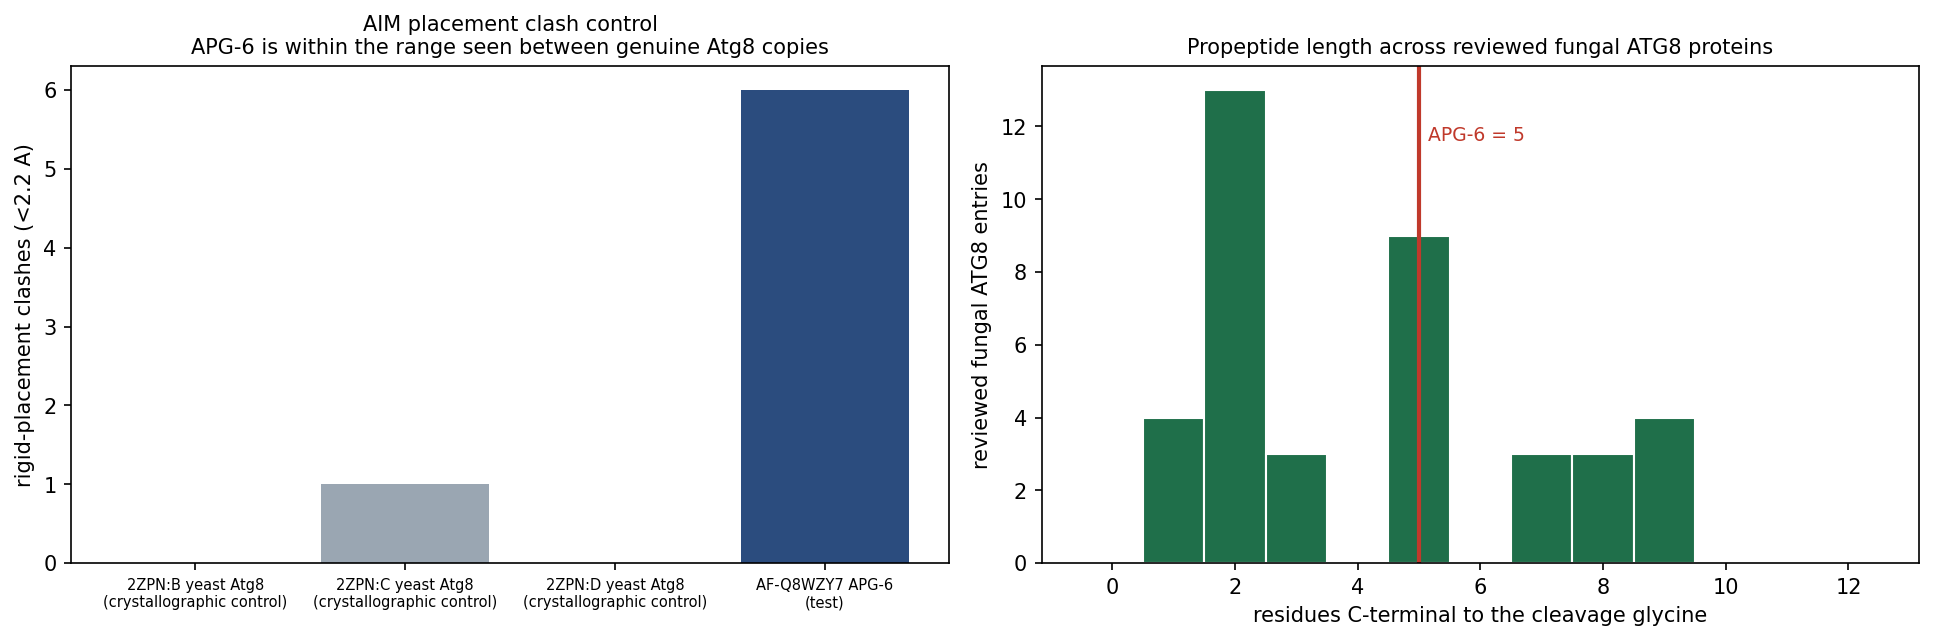 AIM placement clash control
APG-6 is within the range seen between genuine Atg8 copies
rigid-placement clashes (<2.2 A)
6
5
4
3
2
1
0
2ZPN:B yeast Atg8
(crystallographic control)
2ZPN:C yeast Atg8
(crystallographic control)
2ZPN:D yeast Atg8
(crystallographic control)
AF-Q8WZY7 APG-6
(test)
Propeptide length across reviewed fungal ATG8 proteins
reviewed fungal ATG8 entries
12
10
8
6
4
2
0
APG-6 = 5
0 2 4 6 8 10 12
residues C-terminal to the cleavage glycine